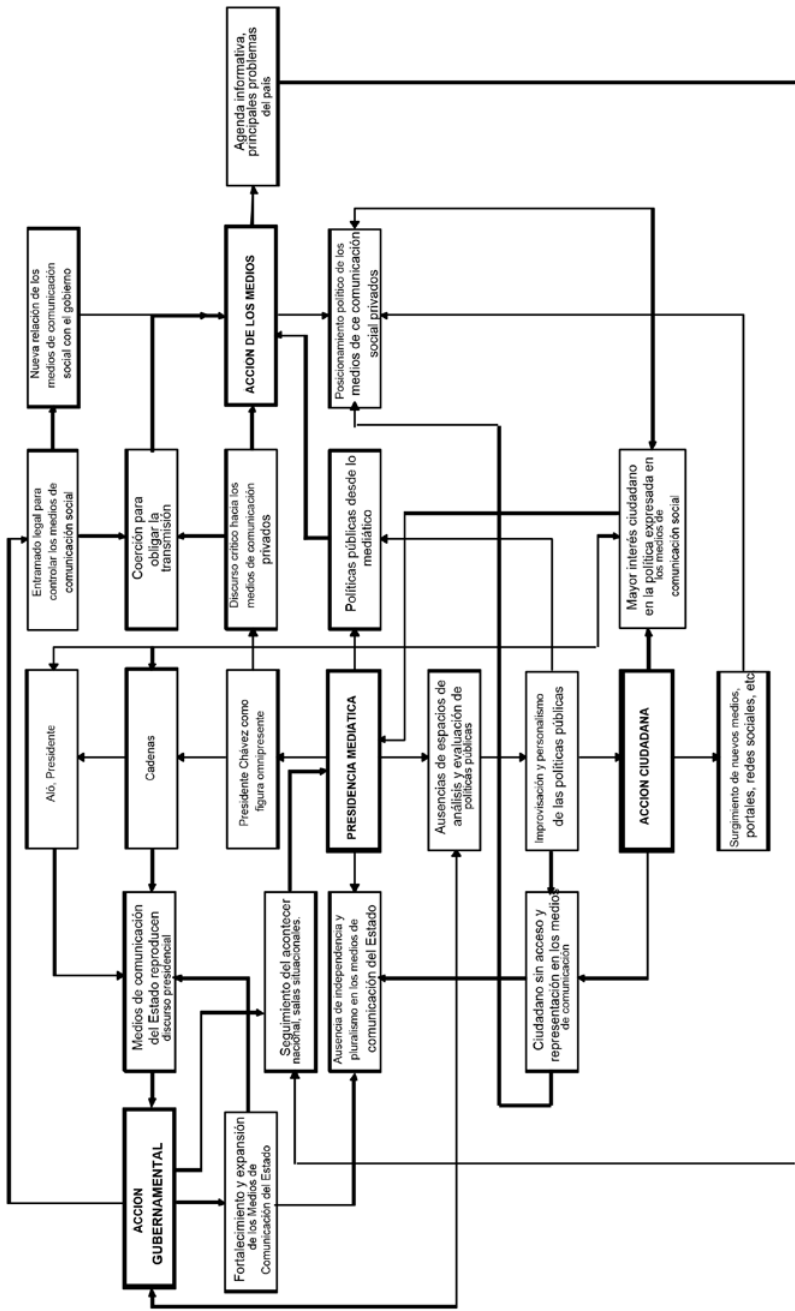 Aló, Presidente
Entramado legal para
controlar los medios de
comunicación social
Nueva relación de los
medios de comunicación
social con el gobierno
ACCION
GUBERNAMENTAL
Medios de comunicación
del Estado reproducen
discurso presidencial
Cadenas
Coerción para
obligar la
transmisión
Fortalecimiento y expansión
de los Medios de
Comunicación del Estado
Presidente Chávez como
figura omnipresente
Discurso crítico hacia los
medios de comunicación
privados
ACCION DE LOS MEDIOS
Agenda informativa,
principales problemas
del país
Seguimiento del acontecer
nacional, salas situacionales.
Ausencia de independencia y
pluralismo en los medios de
comunicación del Estado
PRESIDENCIA MEDIATICA
Políticas públicas desde lo
mediático
Posicionamiento político de los
medios de ce comunicación
social privados
Ausencias de espacios de
análisis y evaluación de
políticas públicas
Ciudadano sin acceso y
representación en los medios
de comunicación
Improvisación y personalismo
de las políticas públicas
ACCION CIUDADANA
Mayor interés ciudadano
en la política expresada en
los medios de
comunicación social
Surgimiento de nuevos medios,
portales, redes sociales, etc